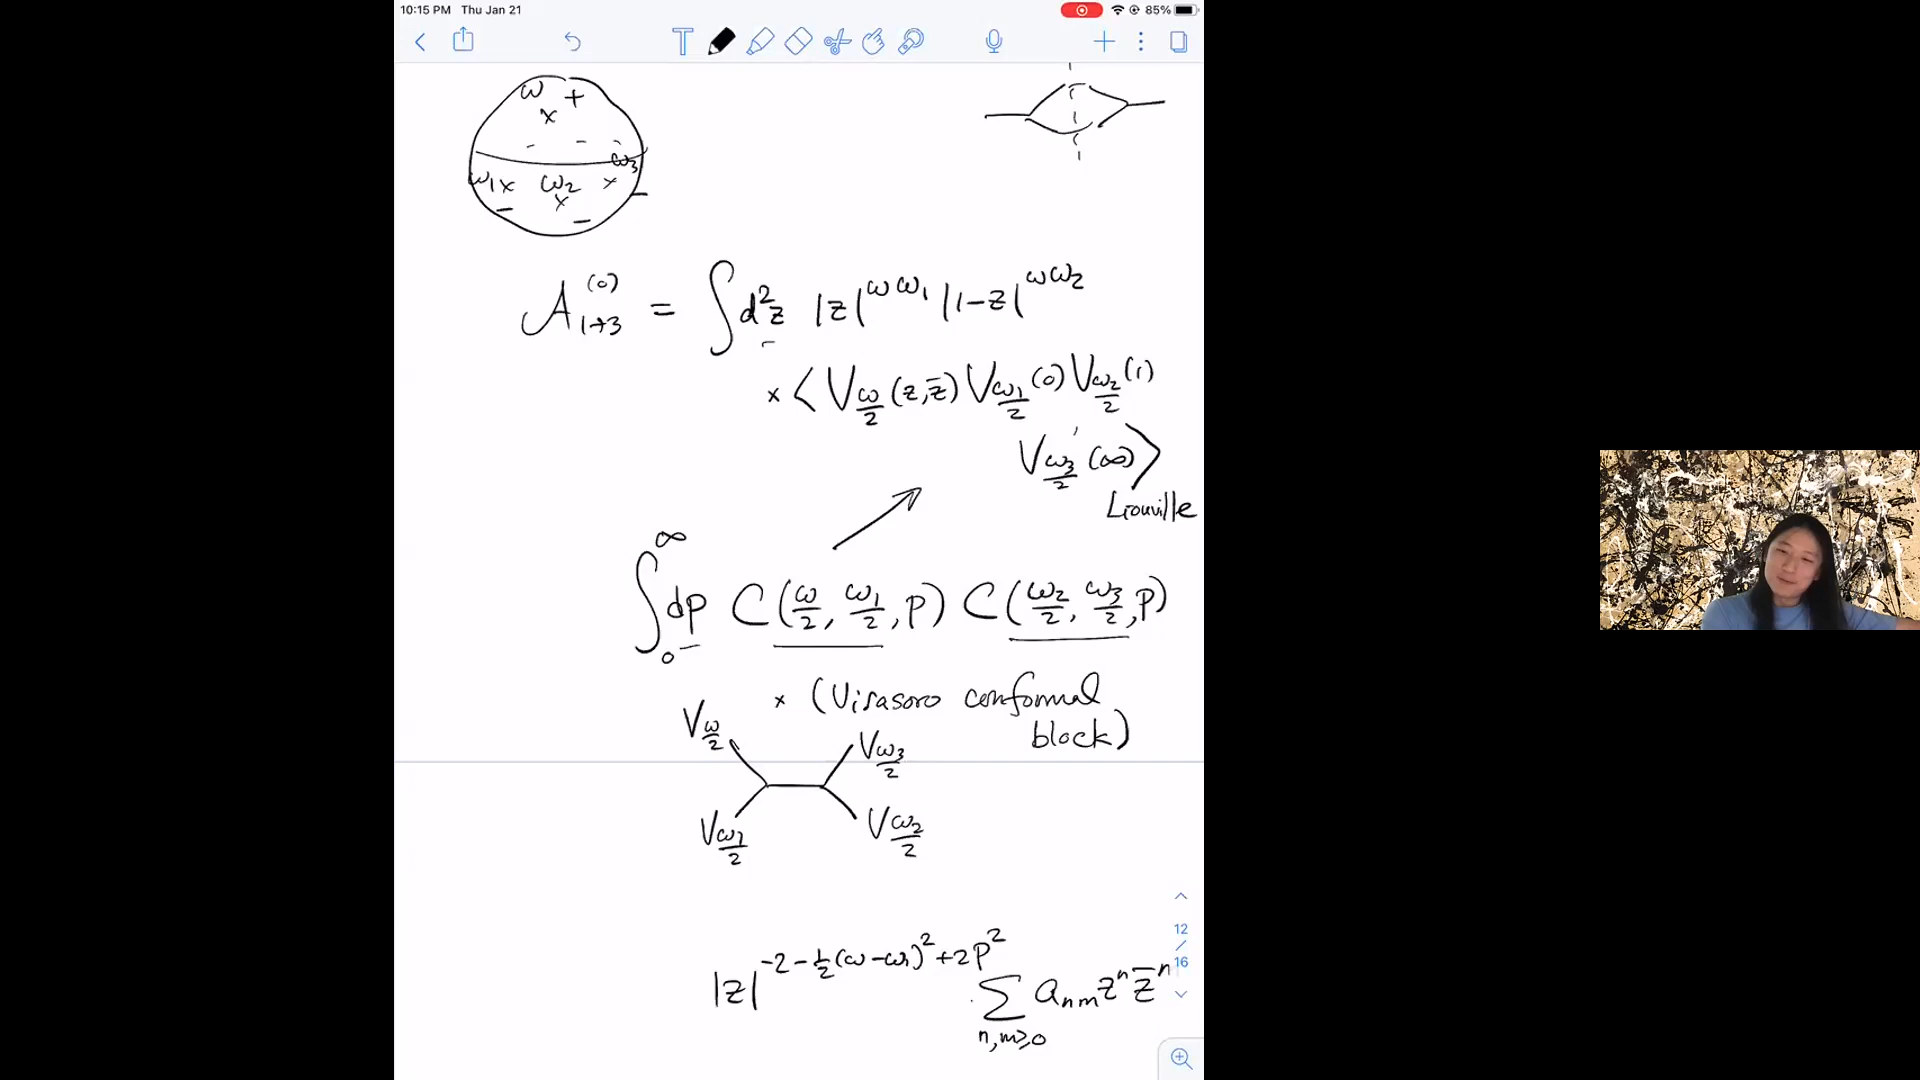 10:15 PM Thu Jan 21
85%
ω +
x
ω₃
ω₁ x ω₂ x
x
− − −
A₁→₃⁽⁰⁾ = ∫ d²z |z|^{ωω₁} |1−z|^{ωω₂}
× ⟨ V_{ω/2} (z, z̄) V_{ω₁/2} (0) V_{ω₂/2} (1)
V_{ω₃/2} (∞) ⟩
Liouville
∫₀^∞ dp C(ω/2, ω₁/2, p) C(ω₂/2, ω₃/2, p)
× (Virasoro conformal
block)
V_{ω/2} V_{ω₃/2}
V_{ω₁/2} V_{ω₂/2}
|z|^{-2-½(ω-ω₁)²+2p²} Σ_{n,m≥0} a_{nm} zⁿ z̄ⁿ
12
/
16